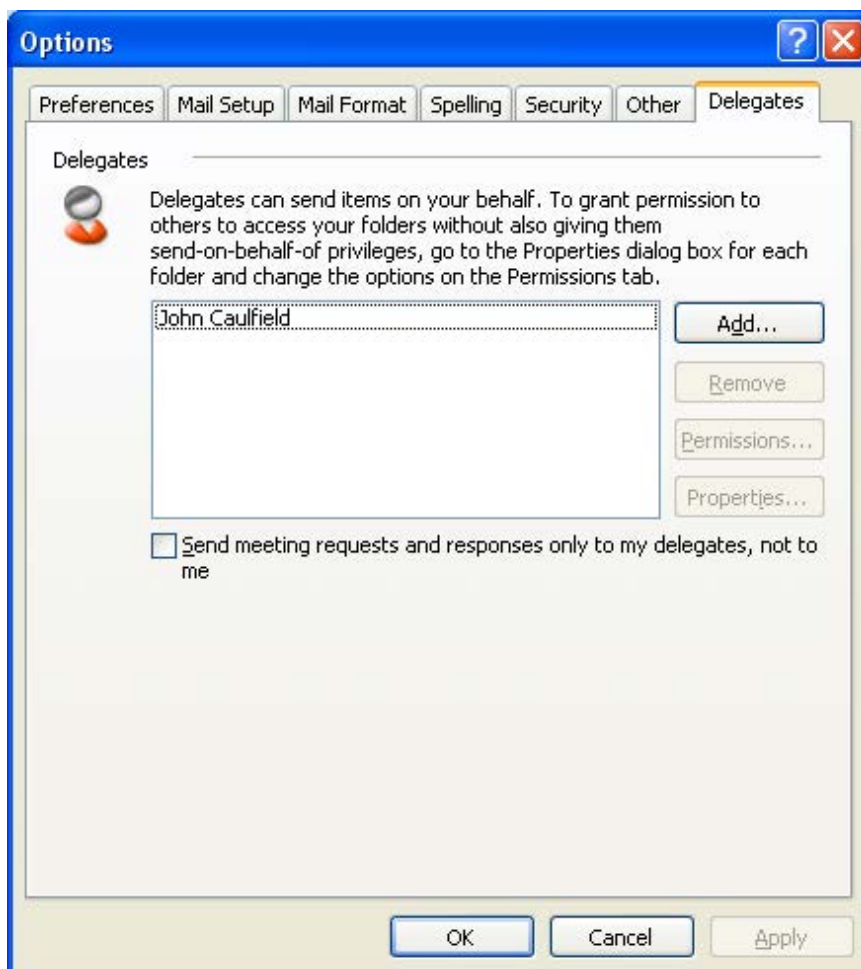 Options
Preferences Mail Setup Mail Format Spelling Security Other Delegates
Delegates
Delegates can send items on your behalf. To grant permission to
others to access your folders without also giving them
send-on-behalf-of privileges, go to the Properties dialog box for each
folder and change the options on the Permissions tab.
John Caulfield
Add...
Remove
Permissions...
Properties...
Send meeting requests and responses only to my delegates, not to
me
OK Cancel Apply